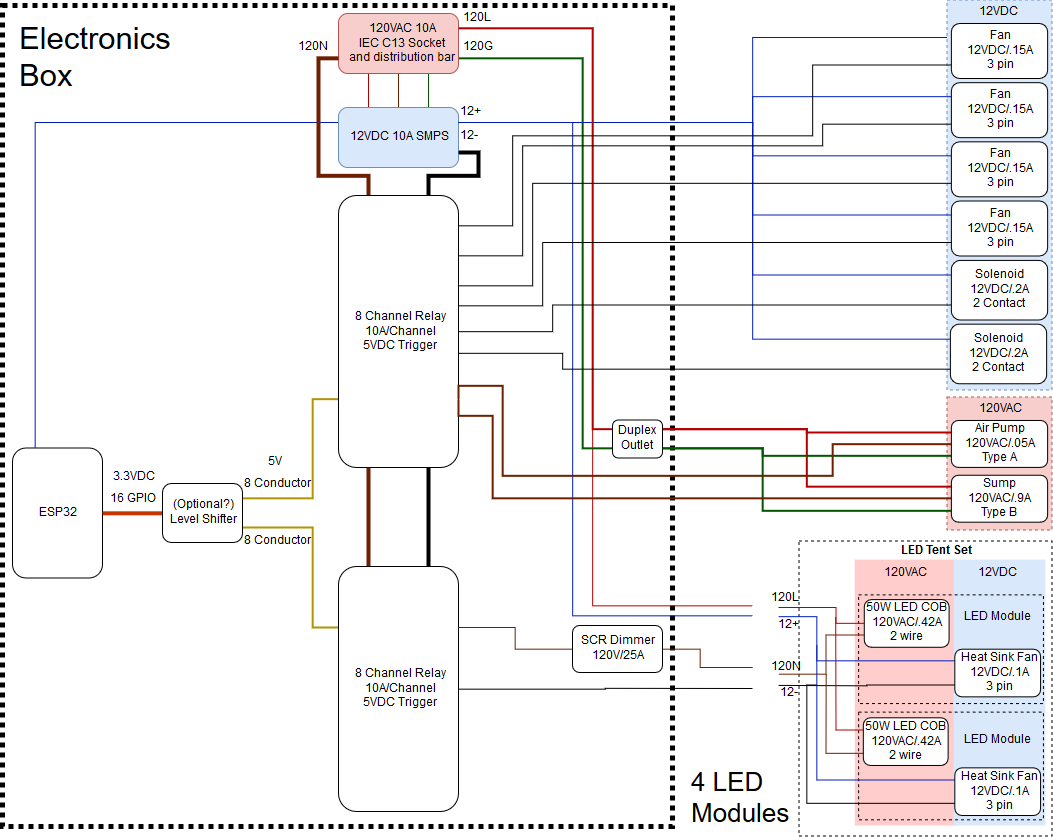 Electronics
Box
120VAC 10A
IEC C13 Socket
and distribution bar
120L
120N
120G
12VDC 10A SMPS
12+
12-
8 Channel Relay
10A/Channel
5VDC Trigger
ESP32
3.3VDC
16 GPIO
(Optional?)
Level Shifter
5V
8 Conductor
8 Conductor
8 Channel Relay
10A/Channel
5VDC Trigger
Duplex
Outlet
SCR Dimmer
120V/25A
12VDC
Fan
12VDC/.15A
3 pin
Fan
12VDC/.15A
3 pin
Fan
12VDC/.15A
3 pin
Fan
12VDC/.15A
3 pin
Solenoid
12VDC/.2A
2 Contact
Solenoid
12VDC/.2A
2 Contact
120VAC
Air Pump
120VAC/.05A
Type A
Sump
120VAC/.9A
Type B
LED Tent Set
120VAC
12VDC
120L
12+
120N
12-
50W LED COB
120VAC/.42A
2 wire
LED Module
Heat Sink Fan
12VDC/.1A
3 pin
50W LED COB
120VAC/.42A
2 wire
LED Module
Heat Sink Fan
12VDC/.1A
3 pin
4 LED
Modules